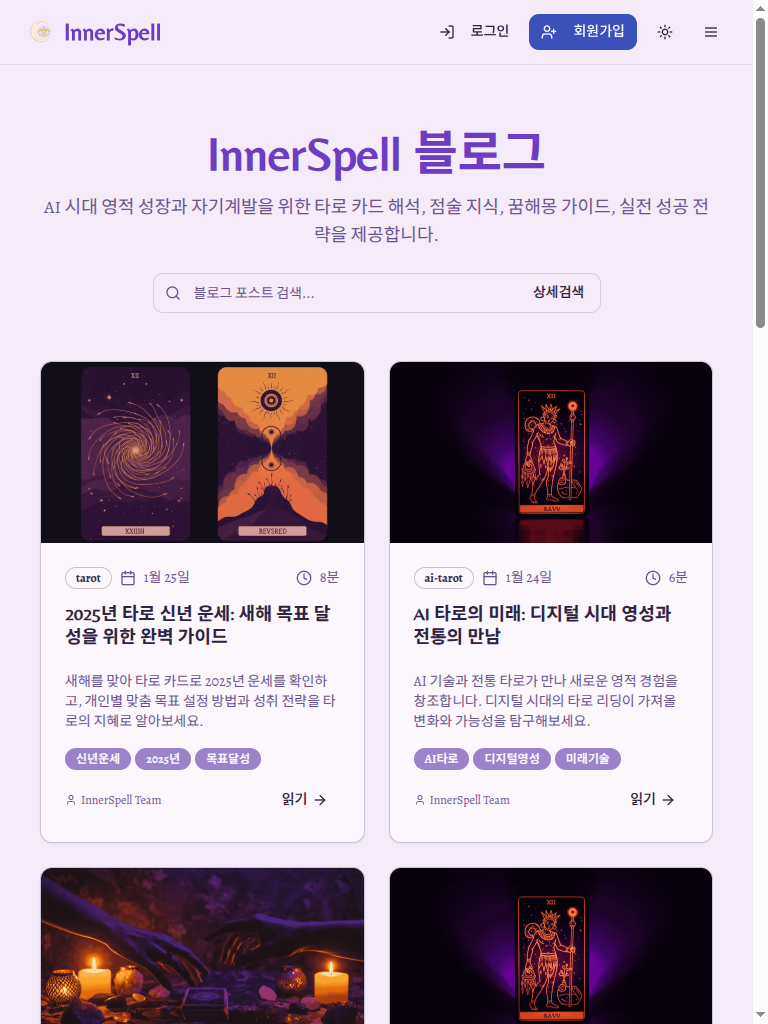 InnerSpell
로그인
회원가입
InnerSpell 블로그
AI 시대 영적 성장과 자기계발을 위한 타로 카드 해석, 점술 지식, 꿈해몽 가이드, 실전 성공 전
략을 제공합니다.
블로그 포스트 검색...
상세검색
XII
XXIIIH
XII.
REVSRED
XII
KAVU
tarot
1월 25일
8분
2025년 타로 신년 운세: 새해 목표 달
성을 위한 완벽 가이드
새해를 맞아 타로 카드로 2025년 운세를 확인하
고, 개인별 맞춤 목표 설정 방법과 성취 전략을 타
로의 지혜로 알아보세요.
신년운세
2025년
목표달성
InnerSpell Team
읽기
ai-tarot
1월 24일
6분
AI 타로의 미래: 디지털 시대 영성과
전통의 만남
AI 기술과 전통 타로가 만나 새로운 영적 경험을
창조합니다. 디지털 시대의 타로 리딩이 가져올
변화와 가능성을 탐구해보세요.
AI타로
디지털영성
미래기술
InnerSpell Team
읽기
XII
KAVU